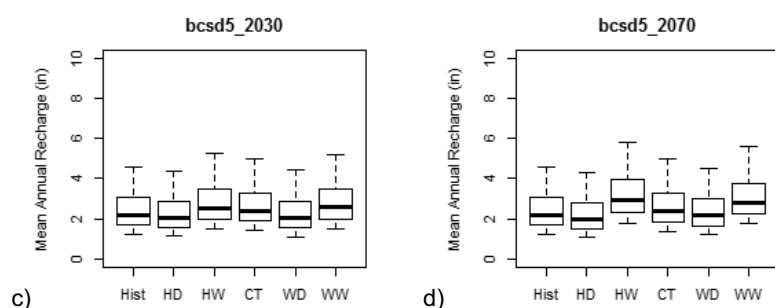 bcsd5_2030
Mean Annual Recharge (in)
10
8
6
4
2
0
Hist HD HW CT WD WW
c)
bcsd5_2070
Mean Annual Recharge (in)
10
8
6
4
2
0
Hist HD HW CT WD WW
d)